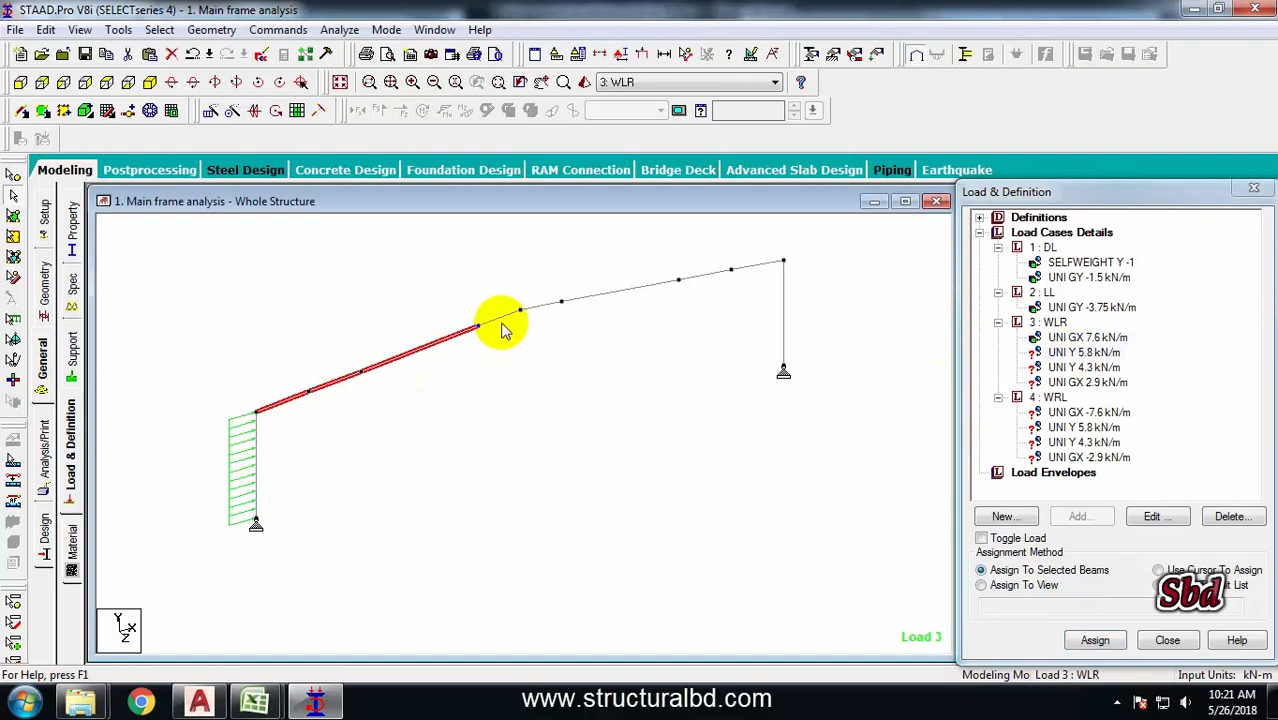 STAAD.Pro V8i (SELECTseries 4) - 1. Main frame analysis
File Edit View Tools Select Geometry Commands Analyze Mode Window Help
3: WLR
Modeling Postprocessing Steel Design Concrete Design Foundation Design RAM Connection Bridge Deck Advanced Slab Design Piping Earthquake
Setup
Geometry
General
Analysis/Print
Design
Property
Spec
Support
Load & Definition
Material
1. Main frame analysis - Whole Structure
Y
X
Z
Load 3
Load & Definition
Definitions
Load Cases Details
1 : DL
SELFWEIGHT Y -1
UNI GY -1.5 kN/m
2 : LL
UNI GY -3.75 kN/m
3 : WLR
UNI GX 7.6 kN/m
UNI Y 5.8 kN/m
UNI Y 4.3 kN/m
UNI GX 2.9 kN/m
4 : WRL
UNI GX -7.6 kN/m
UNI Y 5.8 kN/m
UNI Y 4.3 kN/m
UNI GX -2.9 kN/m
Load Envelopes
New... Add... Edit ... Delete...
Toggle Load
Assignment Method
Assign To Selected Beams Use Cursor To Assign
Assign To View t List
Sbd
Assign Close Help
For Help, press F1
Modeling Mo Load 3 : WLR Input Units: kN-m
www.structuralbd.com
10:21 AM
5/26/2018